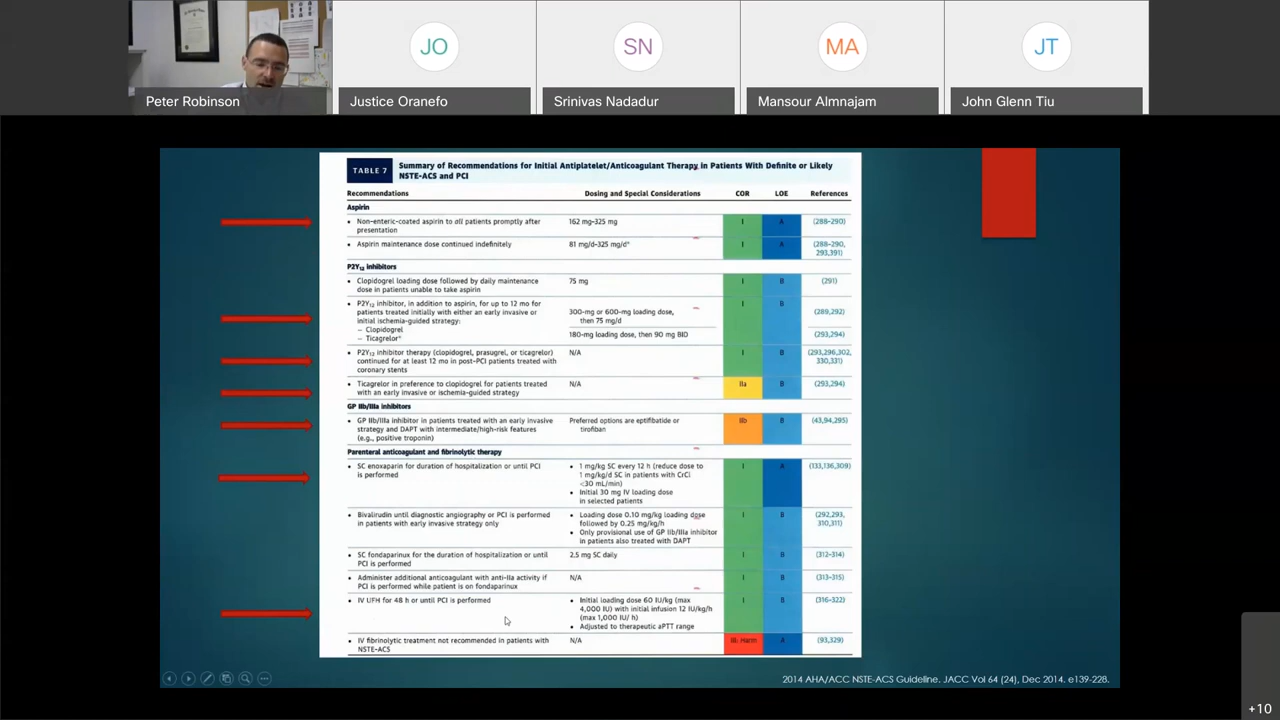 JO
SN
MA
JT
Peter Robinson
Justice Oranefo
Srinivas Nadadur
Mansour Almnajam
John Glenn Tiu
TABLE 7
Summary of Recommendations for Initial Antiplatelet/Anticoagulant Therapy in Patients With Definite or Likely
NSTE-ACS and PCI
Recommendations Dosing and Special Considerations COR LOE References
Aspirin
• Non-enteric-coated aspirin to all patients promptly after 162 mg-325 mg I A (288-290)
presentation
• Aspirin maintenance dose continued indefinitely 81 mg/d-325 mg/d* I A (288-290,
293,391)
P2Y12 inhibitors
• Clopidogrel loading dose followed by daily maintenance 75 mg I B (291)
dose in patients unable to take aspirin
• P2Y12 inhibitor, in addition to aspirin, for up to 12 mo for I B
patients treated initially with either an early invasive or 300-mg or 600-mg loading dose, (289,292)
initial ischemia-guided strategy: then 75 mg/d
– Clopidogrel
– Ticagrelor* 180-mg loading dose, then 90 mg BID (293,294)
• P2Y12 inhibitor therapy (clopidogrel, prasugrel, or ticagrelor) N/A I B (293,296,302,
continued for at least 12 mo in post-PCI patients treated with 330,331)
coronary stents
• Ticagrelor in preference to clopidogrel for patients treated N/A IIa B (293,294)
with an early invasive or ischemia-guided strategy
GP IIb/IIIa inhibitors
• GP IIb/IIIa inhibitor in patients treated with an early invasive Preferred options are eptifibatide or IIb B (43,94,295)
strategy and DAPT with intermediate/high-risk features tirofiban
(e.g., positive troponin)
Parenteral anticoagulant and fibrinolytic therapy
• SC enoxaparin for duration of hospitalization or until PCI • 1 mg/kg SC every 12 h (reduce dose to I A (133,136,309)
is performed 1 mg/kg/d SC in patients with CrCl
<30 mL/min)
• Initial 30 mg IV loading dose
in selected patients
• Bivalirudin until diagnostic angiography or PCI is performed • Loading dose 0.10 mg/kg loading dose I B (292,293,
in patients with early invasive strategy only followed by 0.25 mg/kg/h 310,311)
• Only provisional use of GP IIb/IIIa inhibitor
in patients also treated with DAPT
• SC fondaparinux for the duration of hospitalization or until 2.5 mg SC daily I B (312-314)
PCI is performed
• Administer additional anticoagulant with anti-IIa activity if N/A I B (313-315)
PCI is performed while patient is on fondaparinux
• IV UFH for 48 h or until PCI is performed • Initial loading dose 60 IU/kg (max I B (316-322)
4,000 IU) with initial infusion 12 IU/kg/h
(max 1,000 IU/ h)
• Adjusted to therapeutic aPTT range
• IV fibrinolytic treatment not recommended in patients with N/A III: Harm A (93,329)
NSTE-ACS
2014 AHA/ACC NSTE-ACS Guideline. JACC Vol 64 (24), Dec 2014. e139-228.
+10